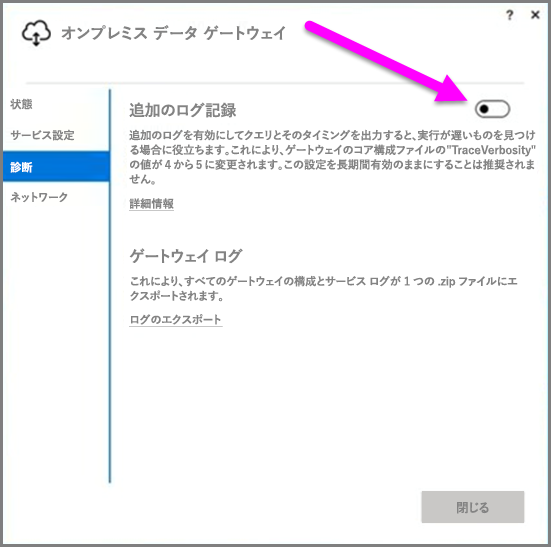 ? ×
オンプレミス データ ゲートウェイ
状態
サービス設定
診断
ネットワーク
追加のログ記録
追加のログを有効にしてクエリとそのタイミングを出力すると、実行が遅いものを見つけ
る場合に役立ちます。これにより、ゲートウェイのコア構成ファイルの"TraceVerbosity"
の値が 4 から 5 に変更されます。この設定を長期間有効のままにすることは推奨されま
せん。
詳細情報
ゲートウェイ ログ
これにより、すべてのゲートウェイの構成とサービス ログが 1 つの .zip ファイルにエ
クスポートされます。
ログのエクスポート
閉じる